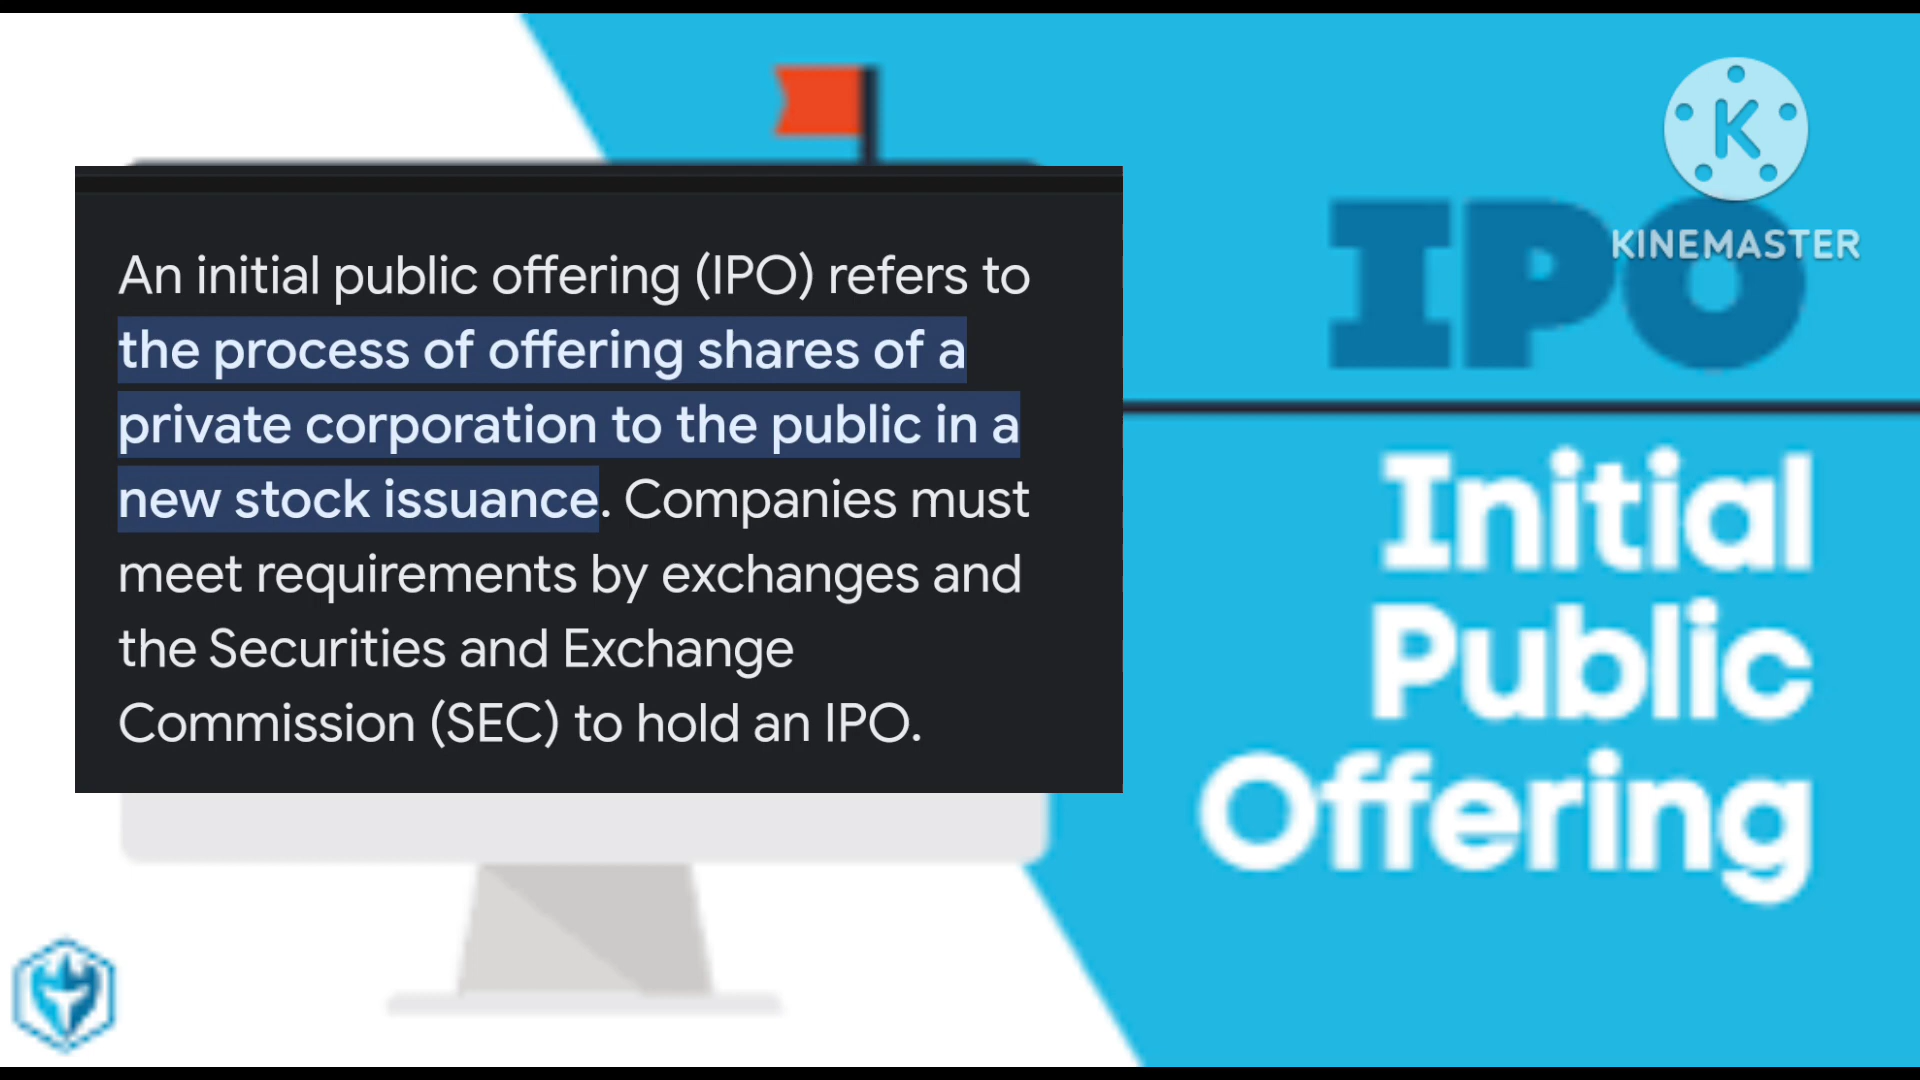 An initial public offering (IPO) refers to
the process of offering shares of a
private corporation to the public in a
new stock issuance. Companies must
meet requirements by exchanges and
the Securities and Exchange
Commission (SEC) to hold an IPO.
K
KINEMASTER
IPO
Initial
Public
Offering